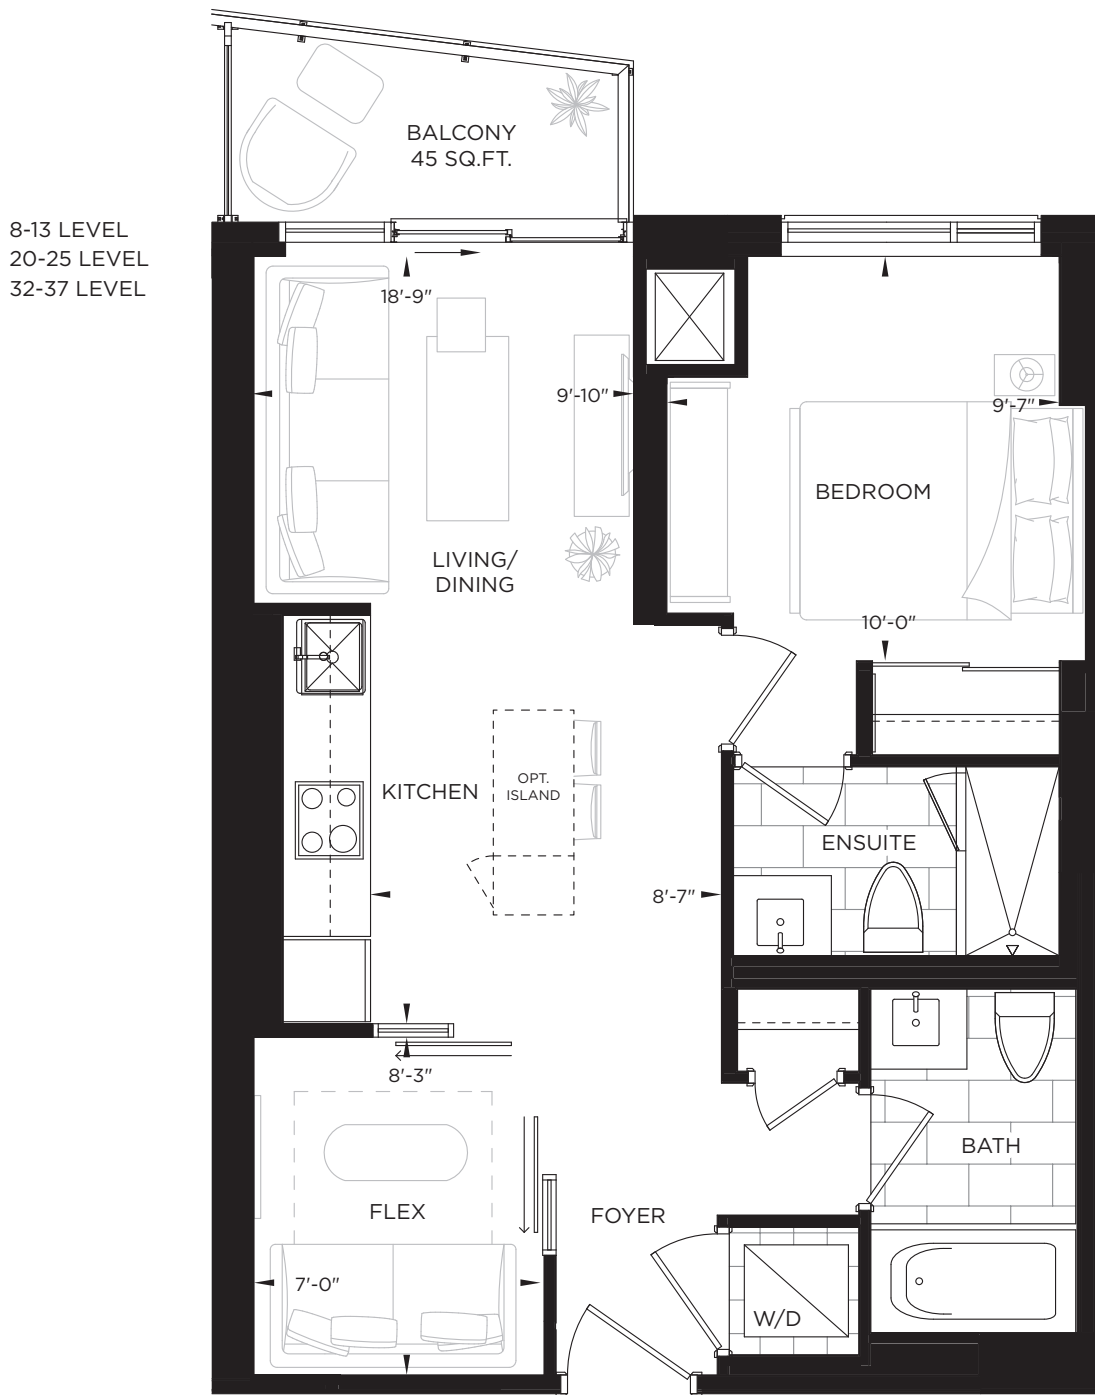 BALCONY
45 SQ.FT.
8-13 LEVEL
20-25 LEVEL
32-37 LEVEL
18'-9"
9'-10"
9'-7"
BEDROOM
LIVING/
DINING
10'-0"
KITCHEN
OPT.
ISLAND
ENSUITE
8'-7"
8'-3"
BATH
FLEX
FOYER
7'-0"
W/D